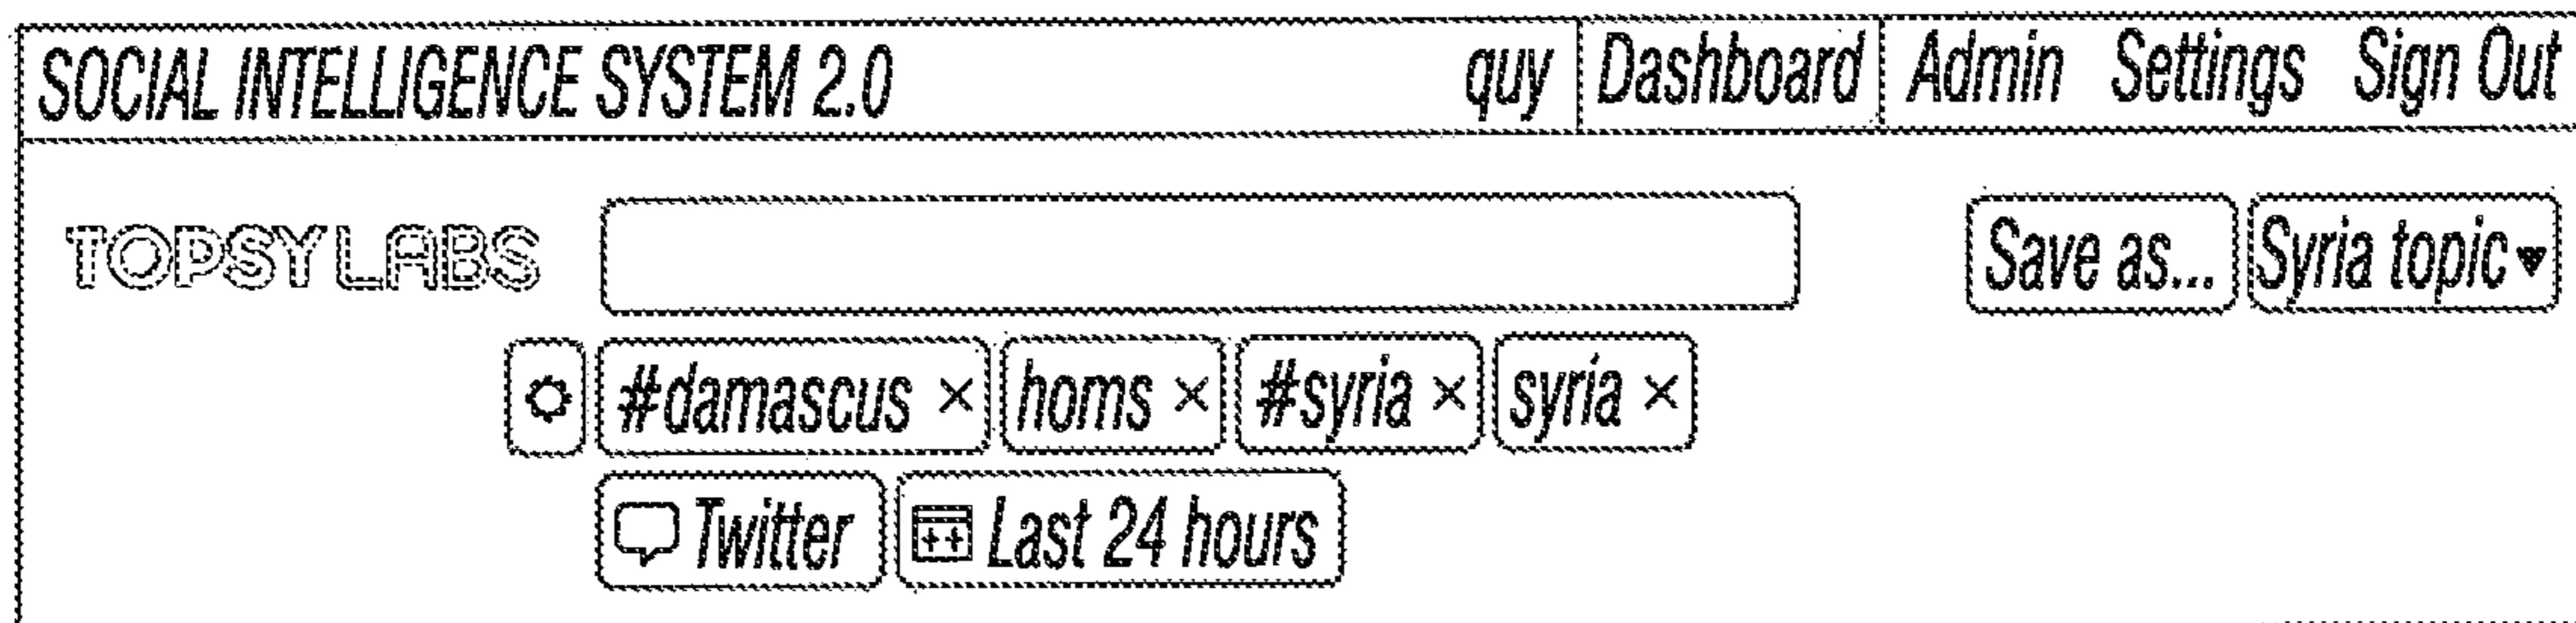 SOCIAL INTELLIGENCE SYSTEM 2.0 quy Dashboard Admin Settings Sign Out
TOPSY LABS Save as... Syria topic
#damascus × homs × #syria × syria ×
Twitter Last 24 hours